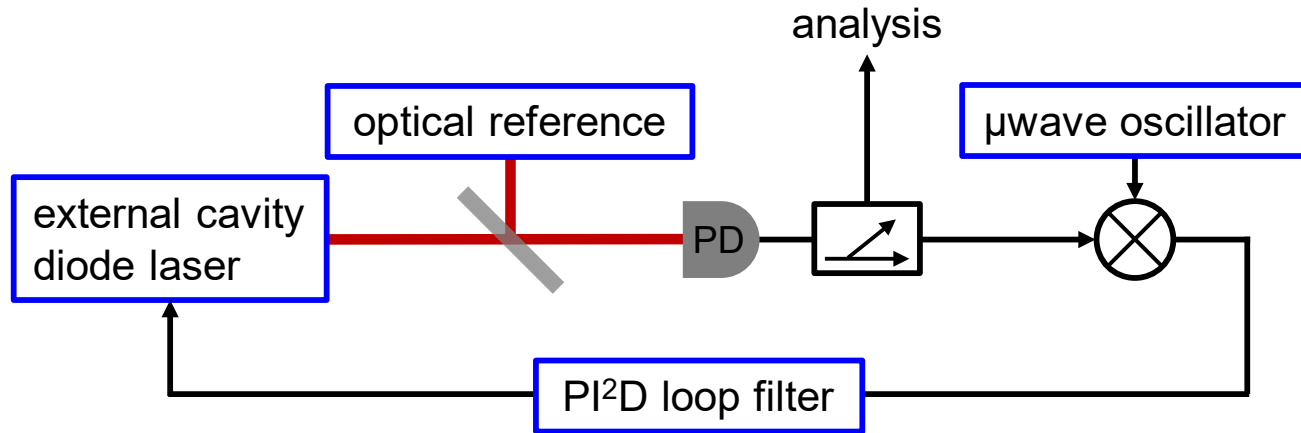 analysis
optical reference
µwave oscillator
external cavity
diode laser
PD
PI²D loop filter